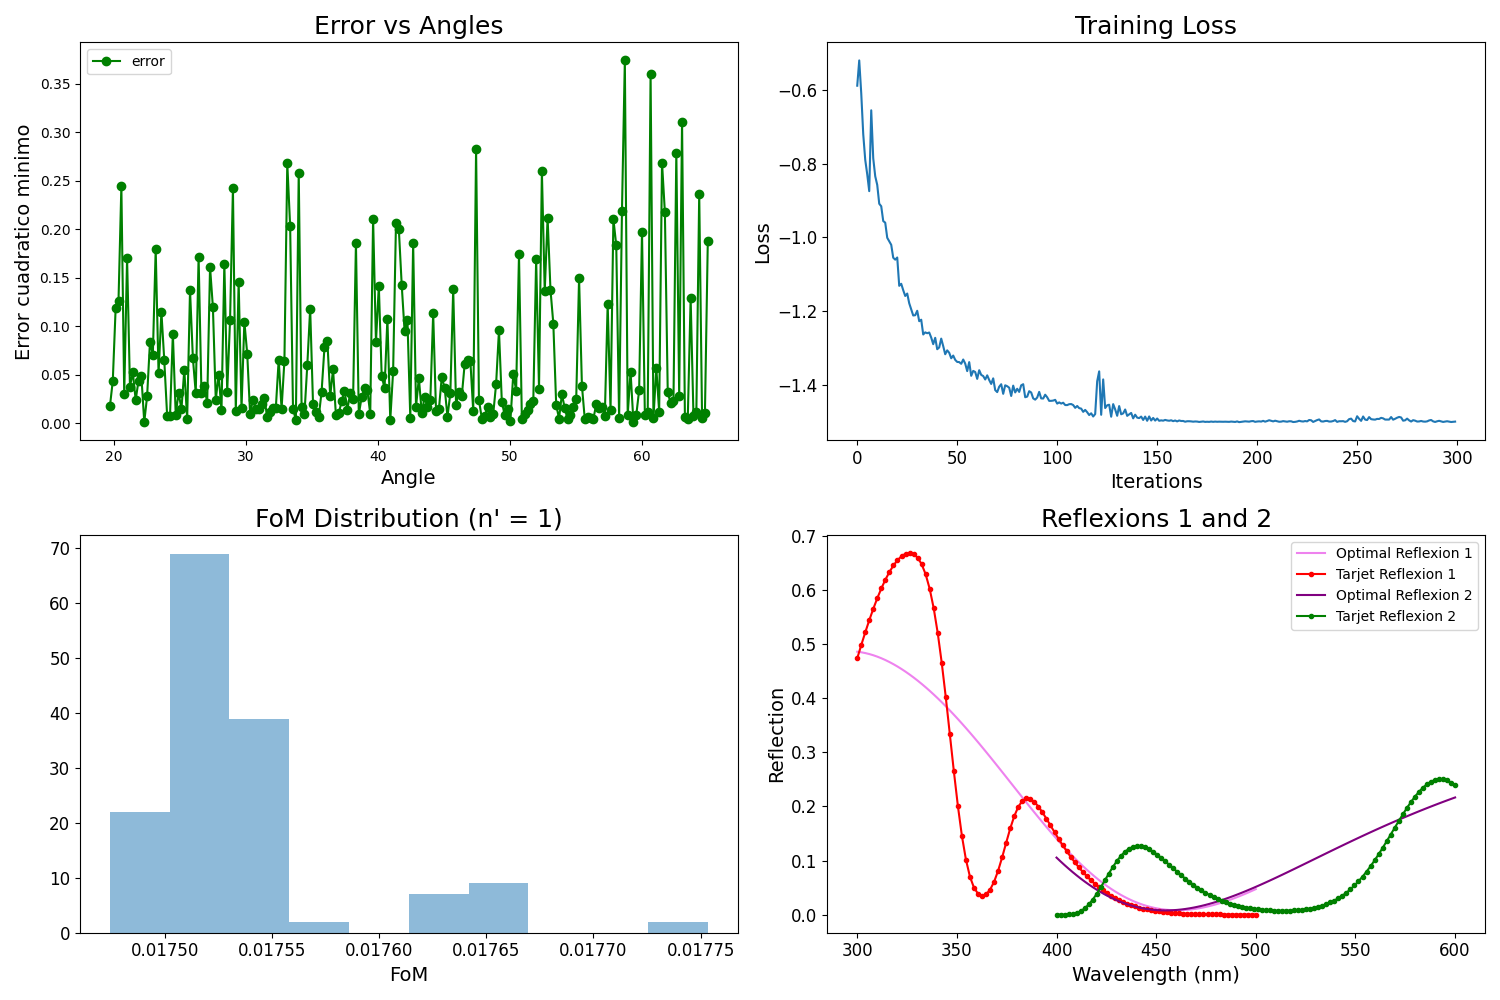 Error vs Angles
error
0.35
0.30
0.25
0.20
0.15
0.10
0.05
0.00
Error cuadratico minimo
20 30 40 50 60
Angle
Training Loss
−0.6
−0.8
−1.0
−1.2
−1.4
Loss
0 50 100 150 200 250 300
Iterations
FoM Distribution (n' = 1)
70
60
50
40
30
20
10
0
0.01750 0.01755 0.01760 0.01765 0.01770 0.01775
FoM
Reflexions 1 and 2
Optimal Reflexion 1
Tarjet Reflexion 1
Optimal Reflexion 2
Tarjet Reflexion 2
0.7
0.6
0.5
0.4
0.3
0.2
0.1
0.0
Reflection
300 350 400 450 500 550 600
Wavelength (nm)